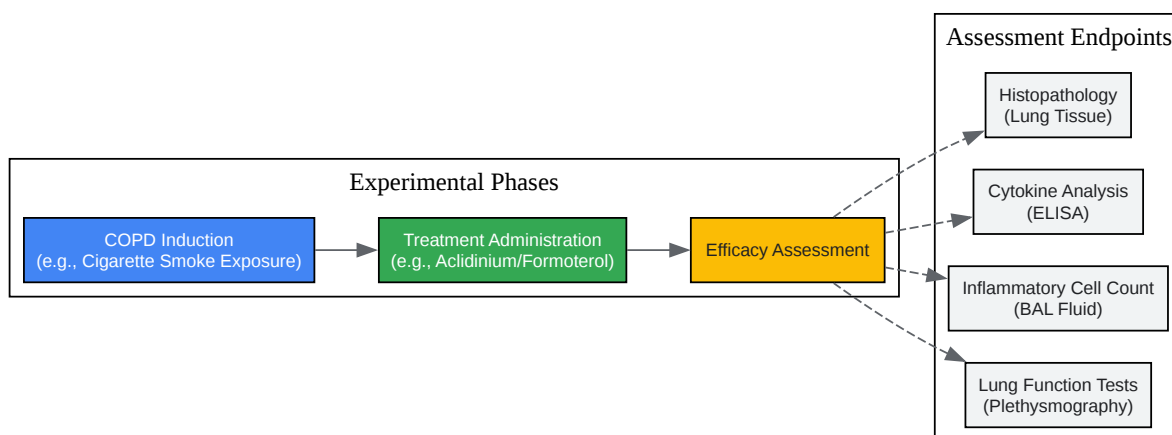 Assessment Endpoints
Histopathology
(Lung Tissue)
Experimental Phases
Cytokine Analysis
(ELISA)
COPD Induction
(e.g., Cigarette Smoke Exposure)
Treatment Administration
(e.g., Aclidinium/Formoterol)
Efficacy Assessment
Inflammatory Cell Count
(BAL Fluid)
Lung Function Tests
(Plethysmography)